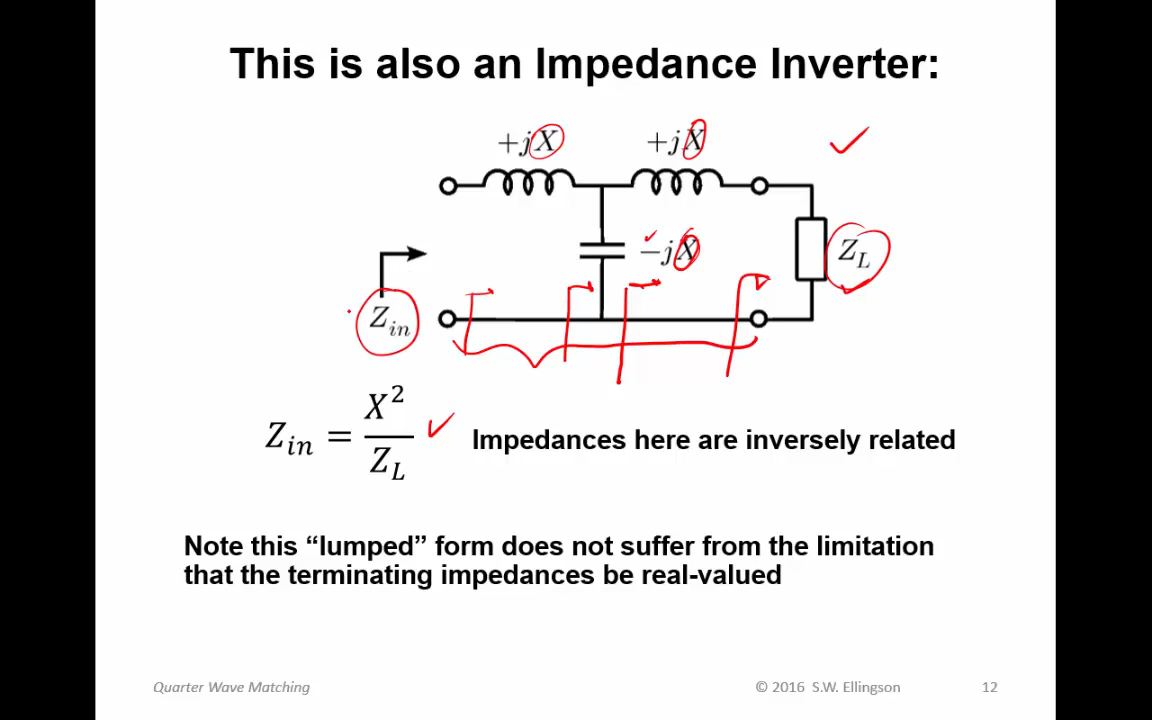 This is also an Impedance Inverter:
+jX +jX
−jX
Z_L
Z_in
Z_in = X² / Z_L
Impedances here are inversely related
Note this “lumped” form does not suffer from the limitation
that the terminating impedances be real-valued
Quarter Wave Matching © 2016 S.W. Ellingson 12